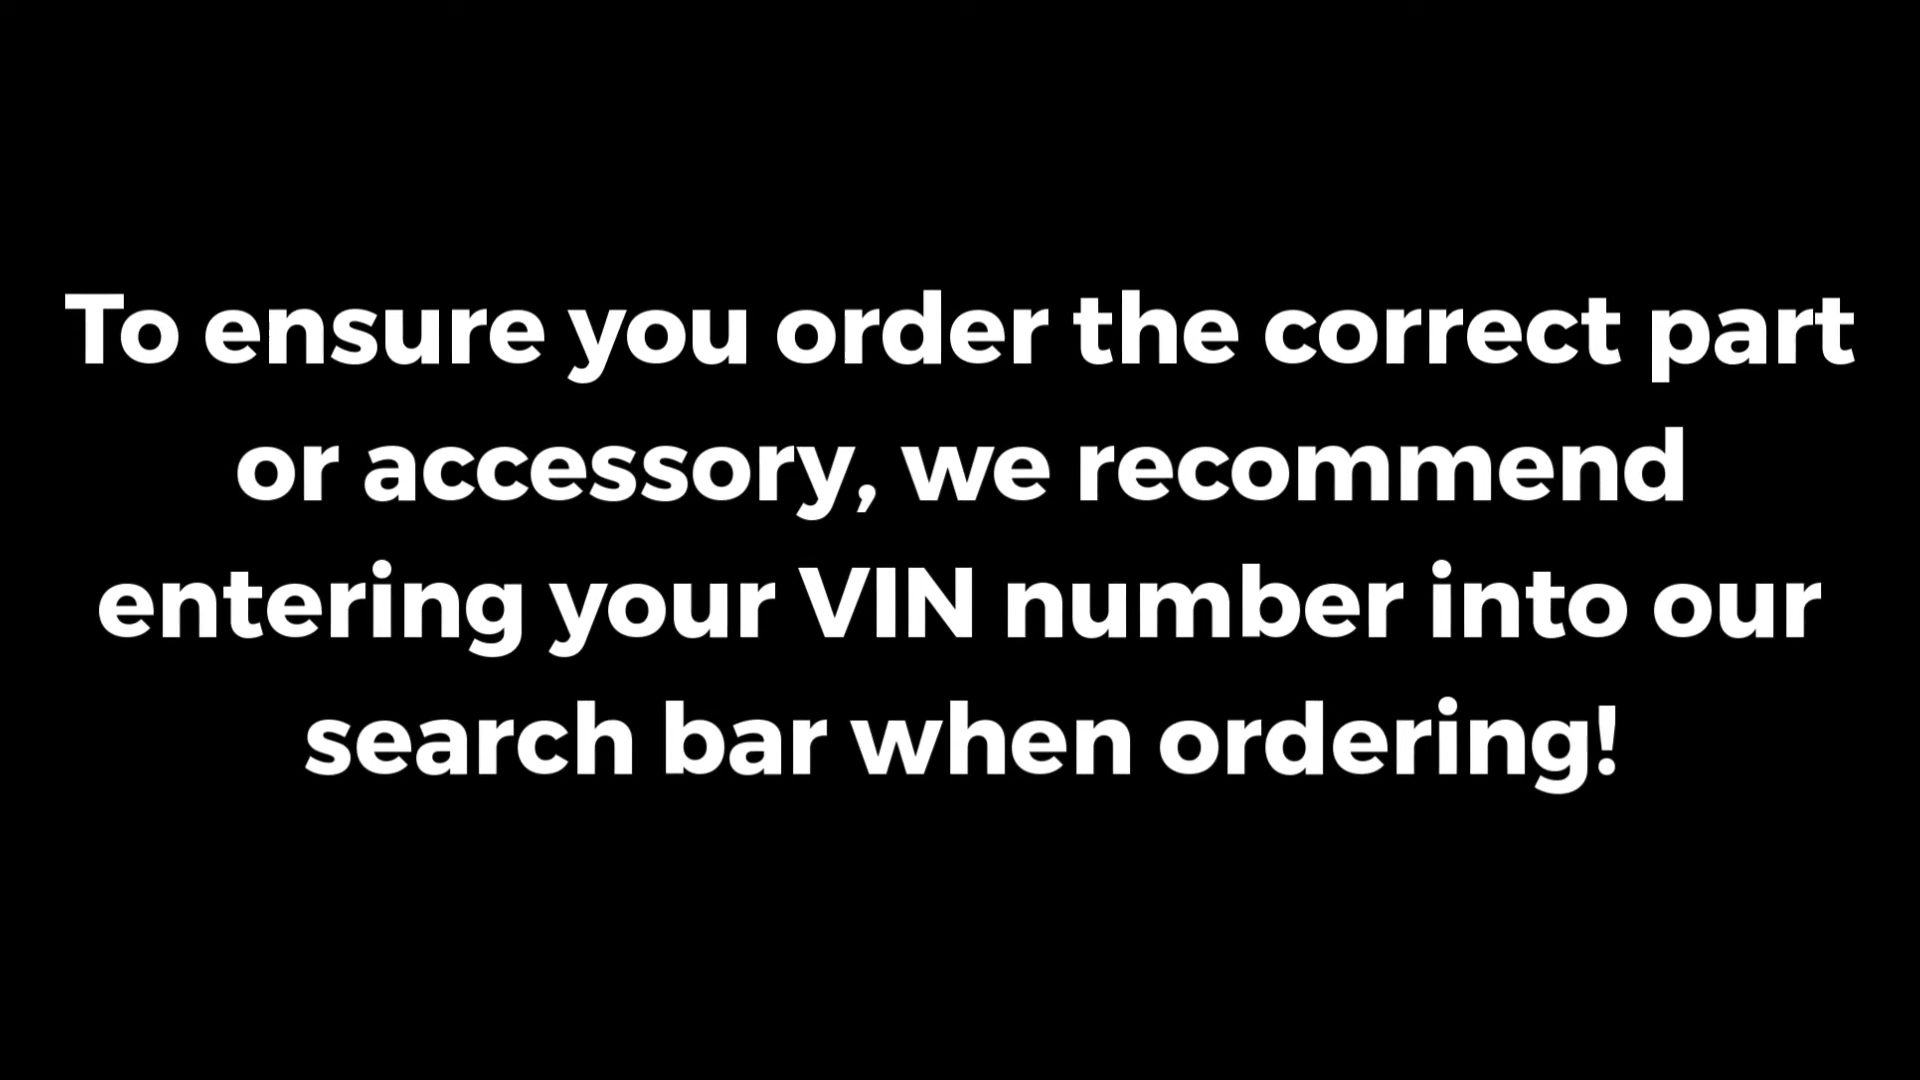 To ensure you order the correct part
or accessory, we recommend
entering your VIN number into our
search bar when ordering!